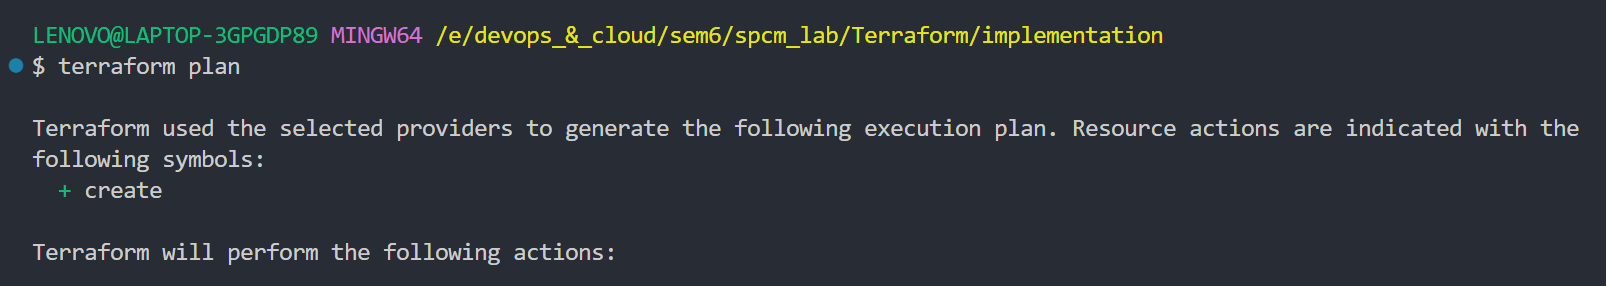 LENOVO@LAPTOP-3GPGDP89 MINGW64 /e/devops_&_cloud/sem6/spcm_lab/Terraform/implementation
$ terraform plan
Terraform used the selected providers to generate the following execution plan. Resource actions are indicated with the
following symbols:
+ create
Terraform will perform the following actions: